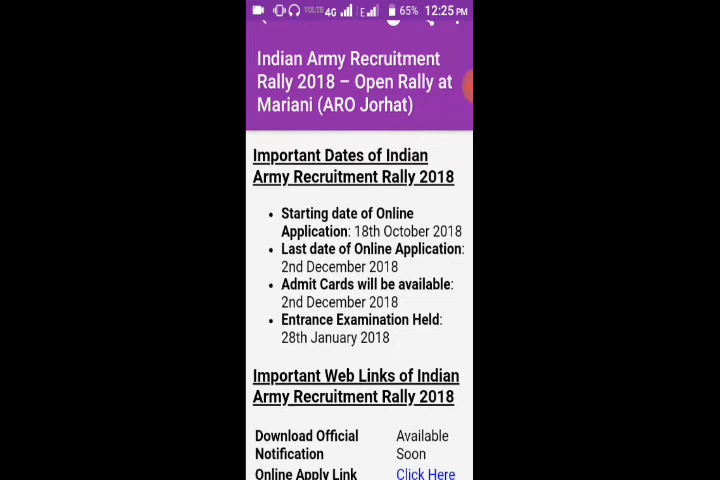 VOLTE 4G E 65% 12:25 PM
Indian Army Recruitment
Rally 2018 – Open Rally at
Mariani (ARO Jorhat)
Important Dates of Indian
Army Recruitment Rally 2018
• Starting date of Online
Application: 18th October 2018
• Last date of Online Application:
2nd December 2018
• Admit Cards will be available:
2nd December 2018
• Entrance Examination Held:
28th January 2018
Important Web Links of Indian
Army Recruitment Rally 2018
Download Official Available
Notification Soon
Online Apply Link Click Here